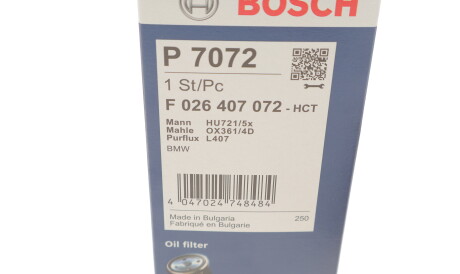 BOSCH
P 7072
1 St/Pc
F 026 407 072 - HCT
Mann HU721/5x
Mahle OX361/4D
Purflux L407
BMW
4 047024 748484
Made in Bulgaria 250
Fabriqué en Bulgarie
Oil filter